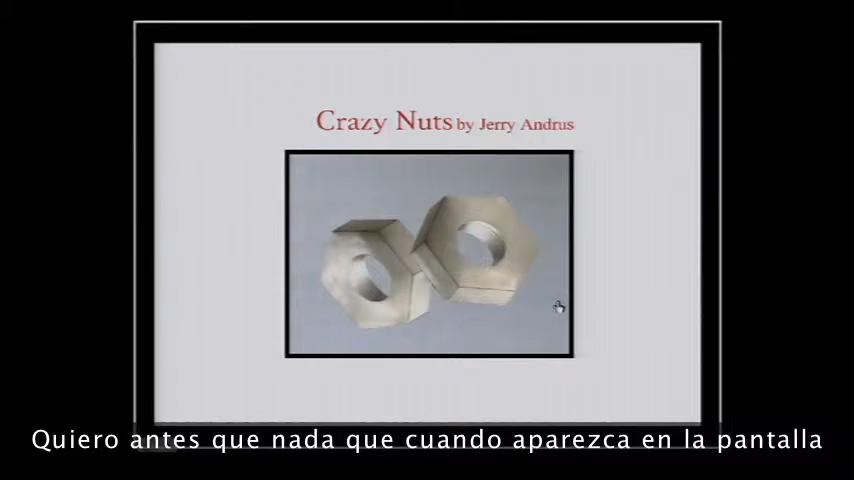 Crazy Nuts by Jerry Andrus
Quiero antes que nada que cuando aparezca en la pantalla